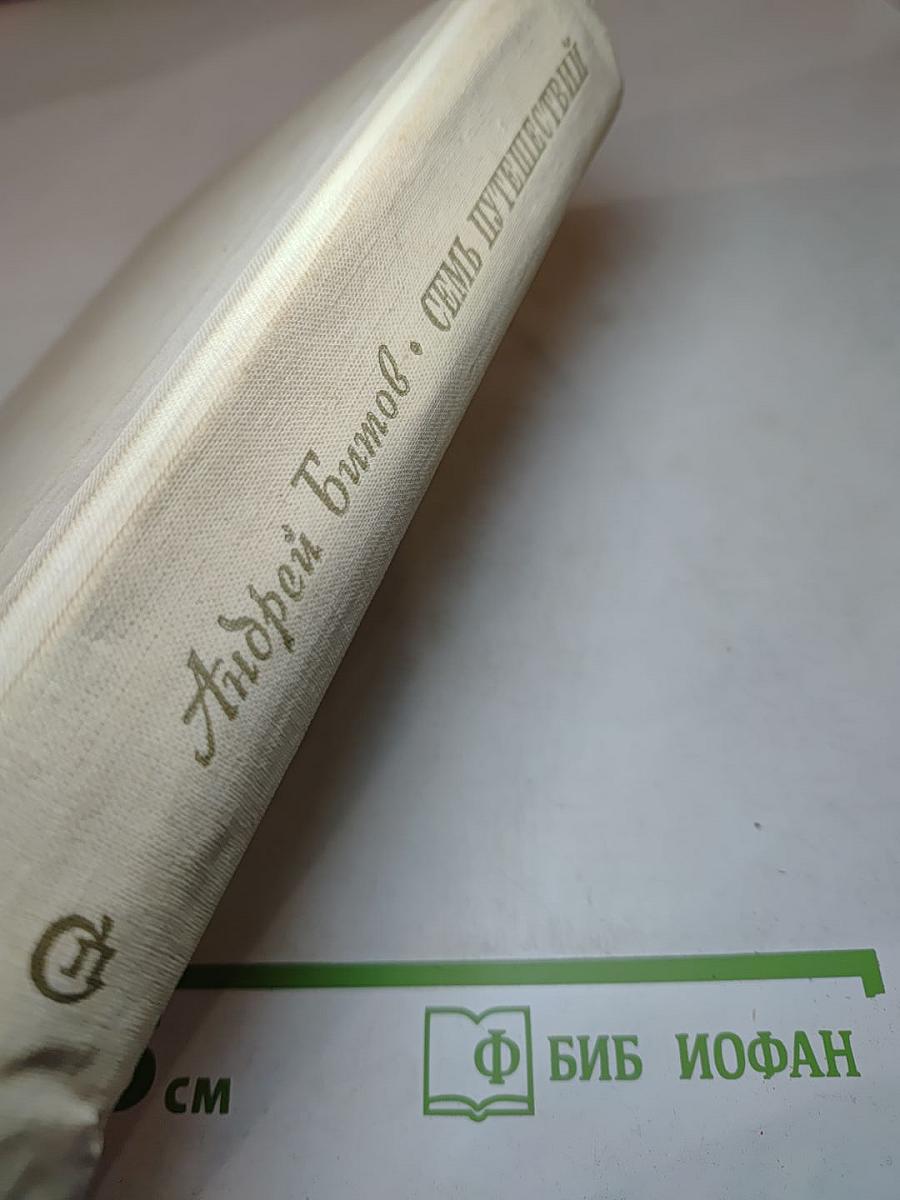 Андрей Битов • СЕМЬ ПУТЕШЕСТВИЙ
см
Ф БИБ ИОФАН